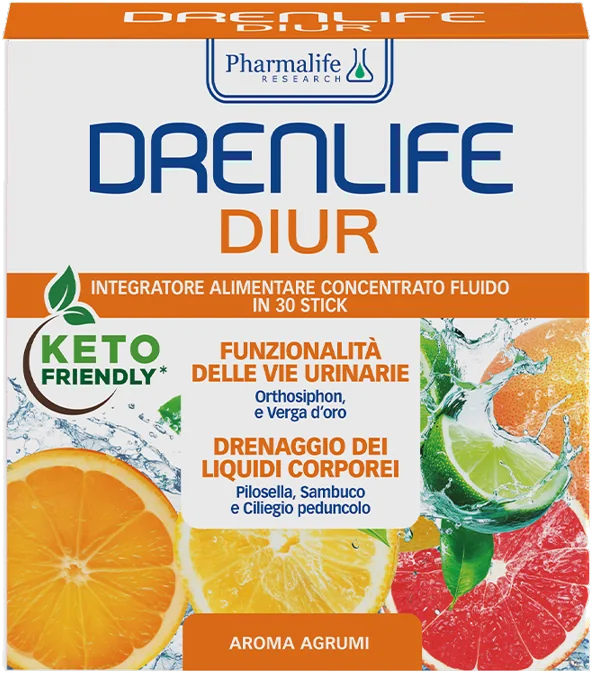 DRENLIFE
DIUR
Pharmalife
RESEARCH
DRENLIFE
DIUR
INTEGRATORE ALIMENTARE CONCENTRATO FLUIDO
IN 30 STICK
KETO
FRIENDLY*
FUNZIONALITÀ
DELLE VIE URINARIE
Orthosiphon,
e Verga d'oro
DRENAGGIO DEI
LIQUIDI CORPOREI
Pilosella, Sambuco
e Ciliegio peduncolo
AROMA AGRUMI